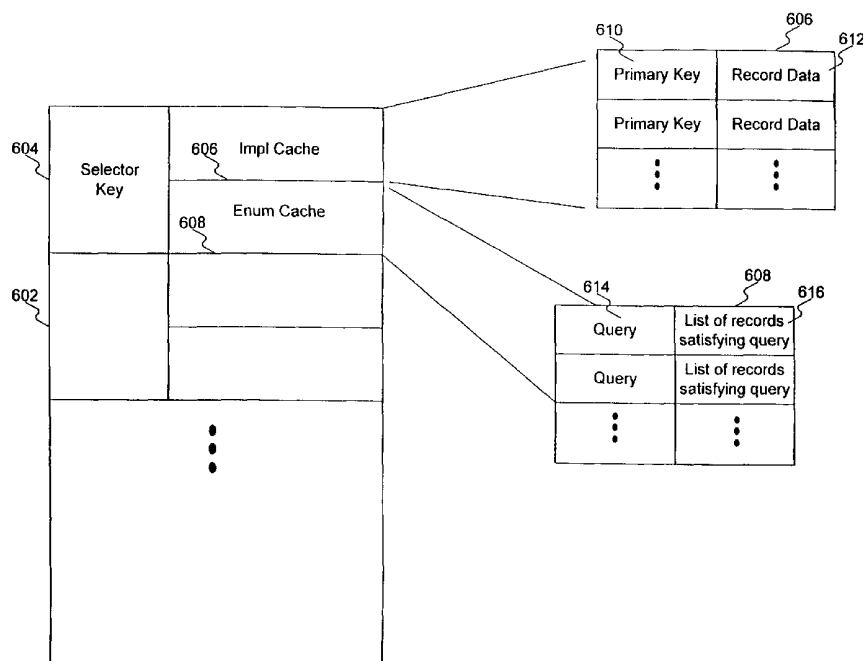 606
610
612
Primary Key
Record Data
Primary Key
Record Data
604
Selector
Key
Impl Cache
606
Enum Cache
608
602
608
614
616
Query
List of records
satisfying query
Query
List of records
satisfying query